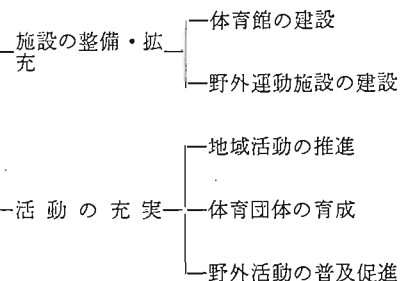 施設の整備・拡
充
体育館の建設
野外運動施設の建設
活動の充実
地域活動の推進
体育団体の育成
野外活動の普及促進